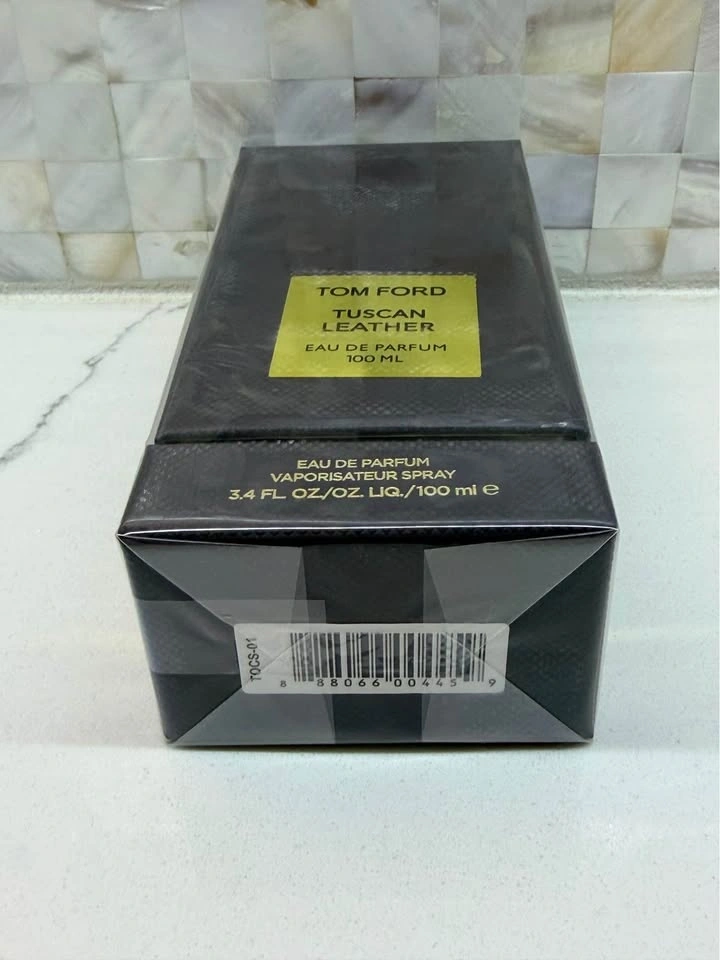 TOM FORD
TUSCAN
LEATHER
EAU DE PARFUM
100 ML
EAU DE PARFUM
VAPORISATEUR SPRAY
3.4 FL. OZ./OZ. LIQ./100 ml ℮
TOCS-01
8 88066 00445 9